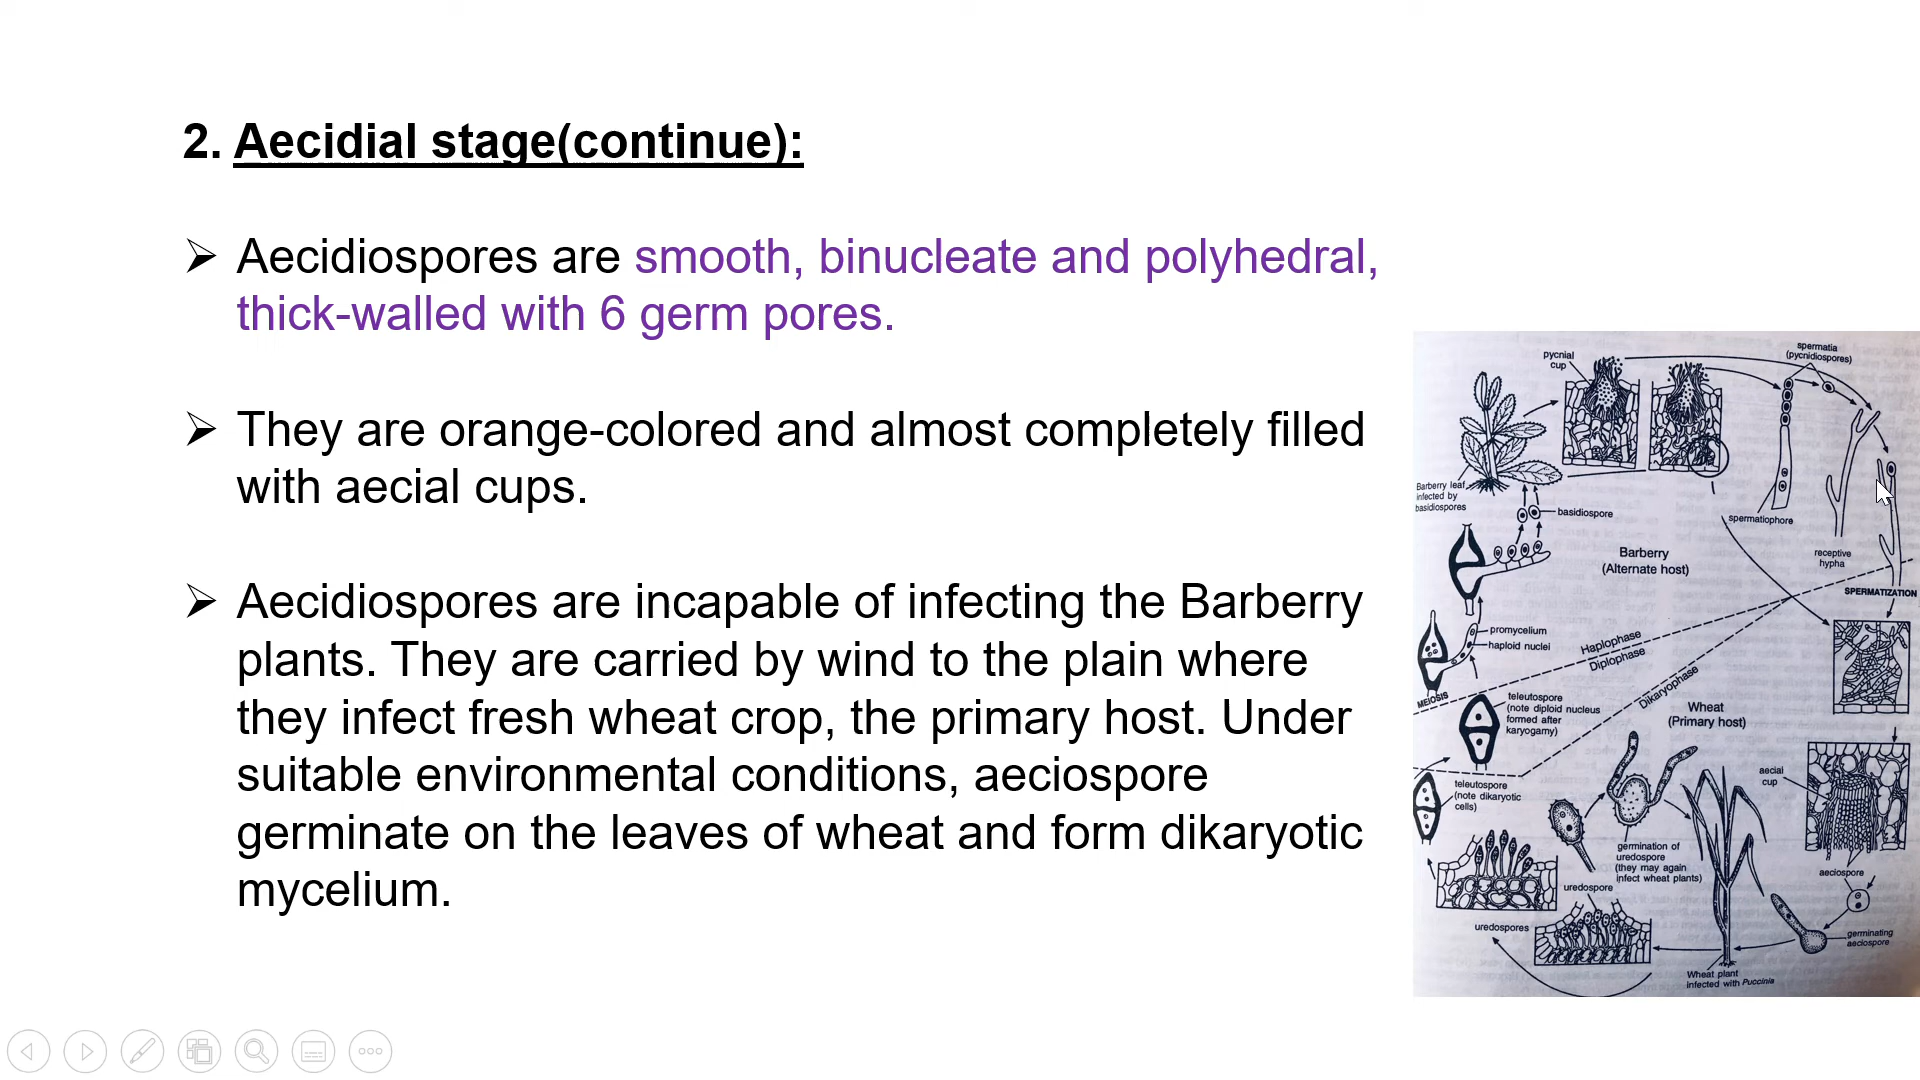 2. Aecidial stage(continue):
Aecidiospores are smooth, binucleate and polyhedral,
thick-walled with 6 germ pores.
They are orange-colored and almost completely filled
with aecial cups.
Aecidiospores are incapable of infecting the Barberry
plants. They are carried by wind to the plain where
they infect fresh wheat crop, the primary host. Under
suitable environmental conditions, aeciospore
germinate on the leaves of wheat and form dikaryotic
mycelium.
pycnial
cup
spermatia
(pycnidiospores)
Barberry leaf
infected by
basidiospores
basidiospore
spermatiophore
receptive
hypha
Barberry
(Alternate host)
SPERMATIZATION
promycelium
haploid nuclei
Haplophase
Diplophase
MEIOSIS
Dikaryophase
teleutospore
(note diploid nucleus
formed after
karyogamy)
Wheat
(Primary host)
teleutospore
(note dikaryotic
cells)
aecial
cup
germination of
uredospore
(they may again
infect wheat plants)
uredospore
aeciospore
uredospores
germinating
aeciospore
Wheat plant
infected with Puccinia